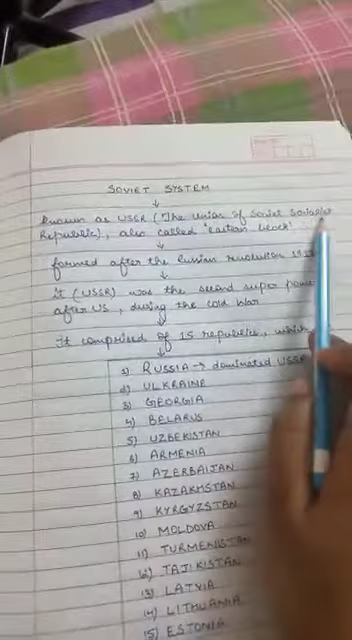 SOVIET SYSTEM
Known as USSR (The union of Soviet Socialist
Republic), also called 'eastern block'
formed after the Russian revolution
it (USSR) was the second super power
after US, during the cold war
It comprised of 15 republics, which
1) RUSSIA → dominated USSR
2) ULKRAINE
3) GEORGIA
4) BELARUS
5) UZBEKISTAN
6) ARMENIA
7) AZERBAIJAN
8) KAZAKHSTAN
9) KYRGYZSTAN
10) MOLDOVA
11) TURMENISTAN
12) TAJIKISTAN
13) LATVIA
14) LITHUANIA
15) ESTONIA